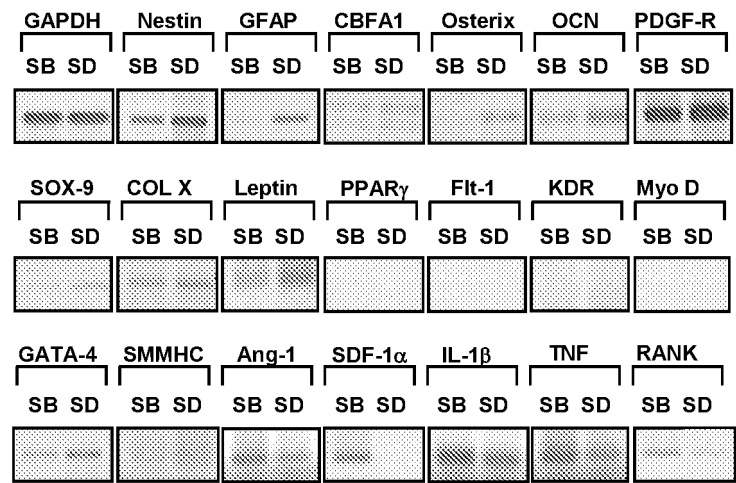 GAPDH Nestin GFAP CBFA1 Osterix OCN PDGF-R
SB SD SB SD SB SD SB SD SB SD SB SD SB SD
SOX-9 COL X Leptin PPARγ Flt-1 KDR Myo D
SB SD SB SD SB SD SB SD SB SD SB SD SB SD
GATA-4 SMMHC Ang-1 SDF-1α IL-1β TNF RANK
SB SD SB SD SB SD SB SD SB SD SB SD SB SD